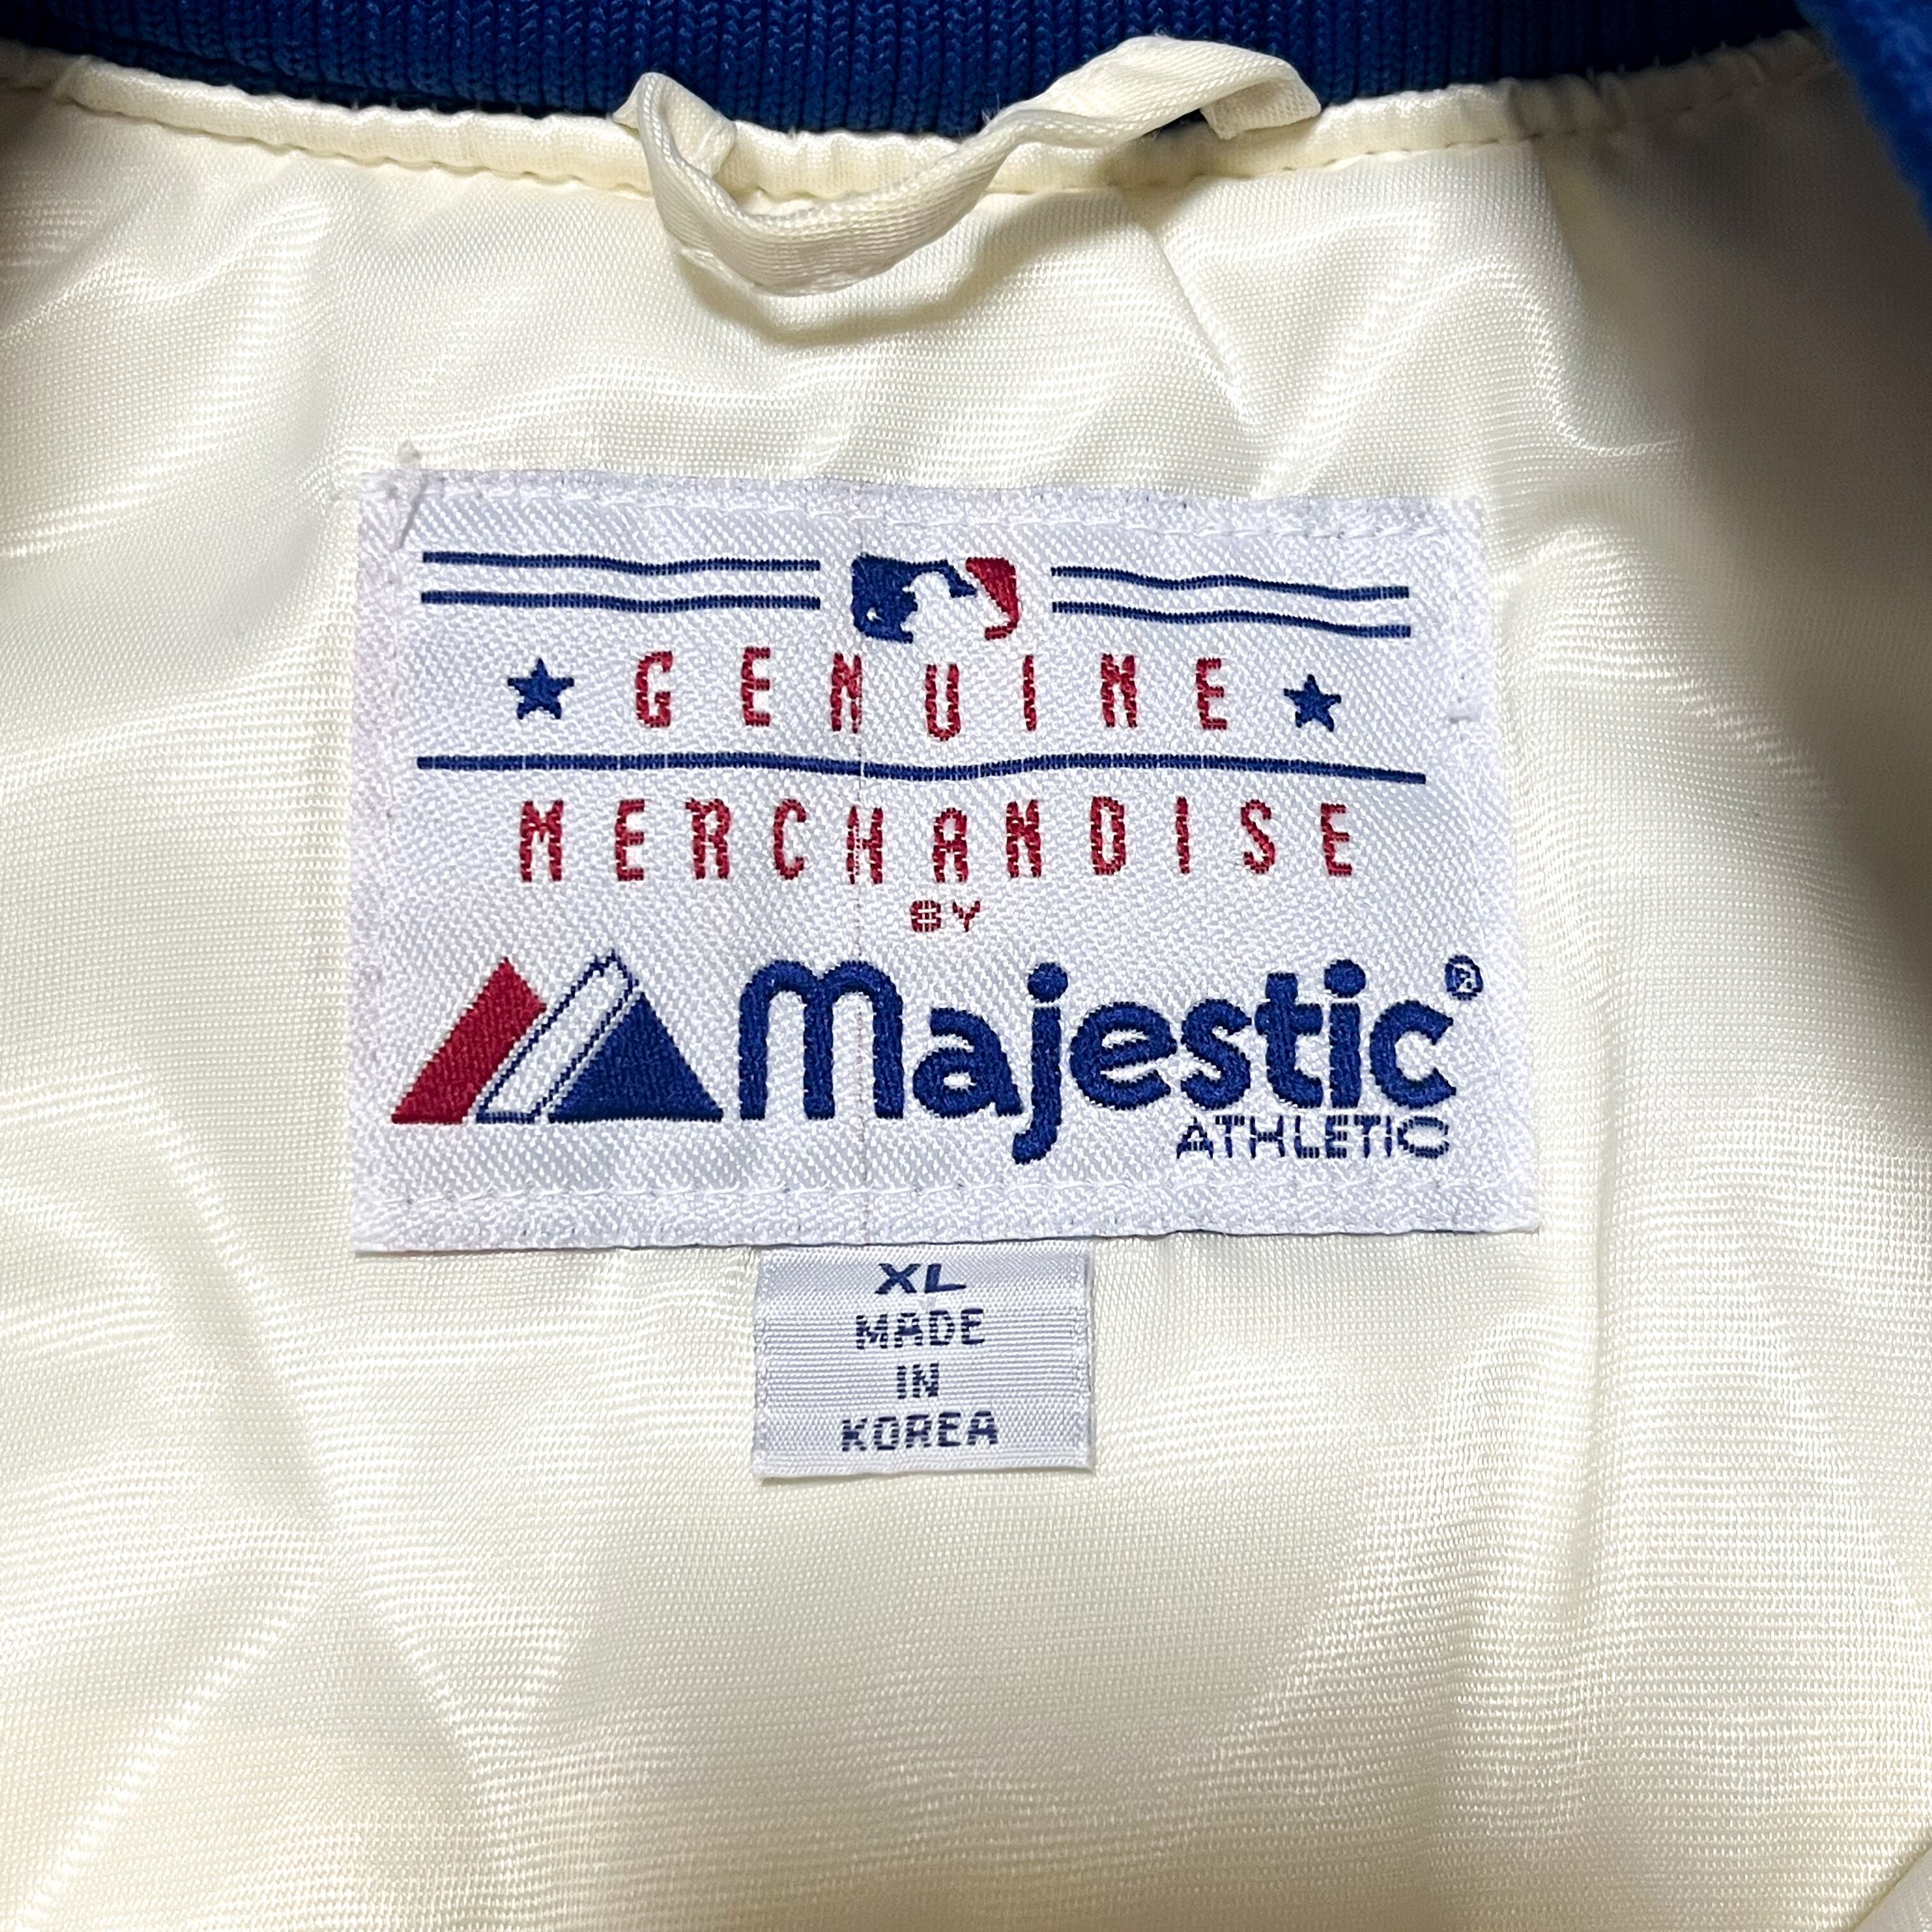 GENUINE
MERCHANDISE
BY
Majestic®
ATHLETIC
XL
MADE
IN
KOREA